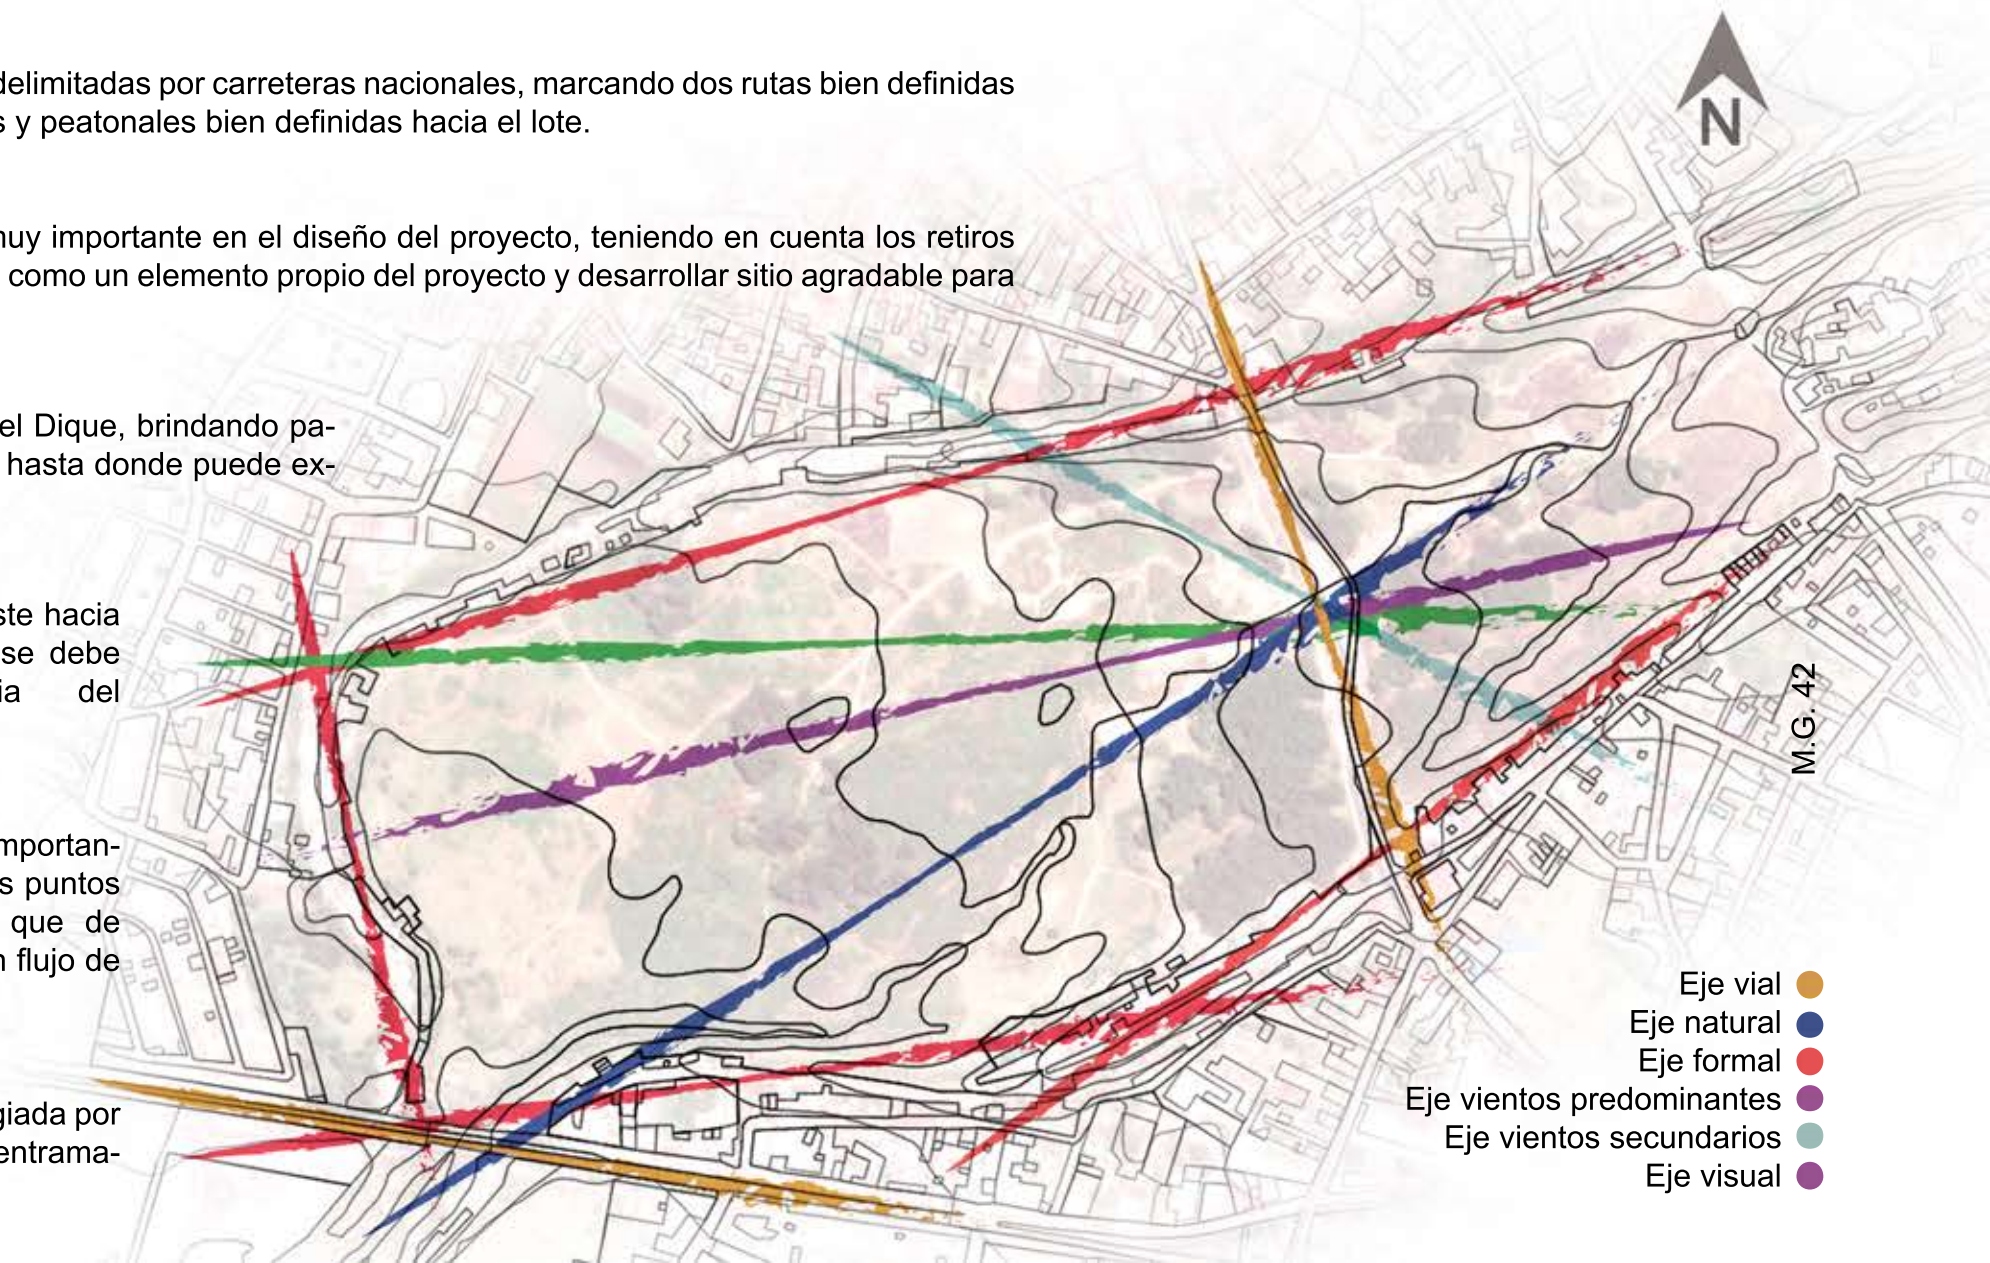 delimitadas por carreteras nacionales, marcando dos rutas bien definidas
s y peatonales bien definidas hacia el lote.
N
muy importante en el diseño del proyecto, teniendo en cuenta los retiros
como un elemento propio del proyecto y desarrollar sitio agradable para
el Dique, brindando pa-
hasta donde puede ex-
ste hacia
se debe
ia del
mportan-
s puntos
que de
n flujo de
giada por
entrama-
M.G. 42
Eje vial
Eje natural
Eje formal
Eje vientos predominantes
Eje vientos secundarios
Eje visual